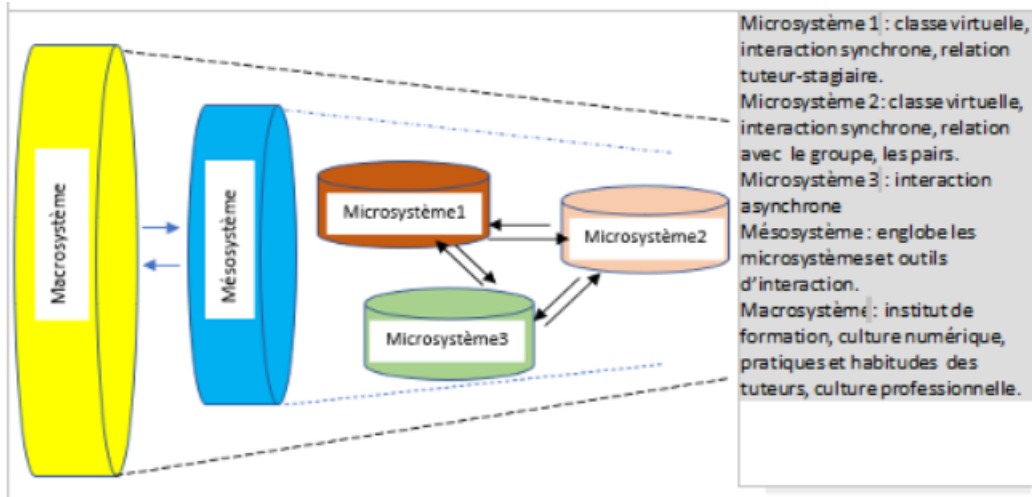 Macrosystème
Mésosystème
Microsystème1
Microsystème2
Microsystème3
Microsystème 1 : classe virtuelle,
interaction synchrone, relation
tuteur-stagiaire.
Microsystème 2: classe virtuelle,
interaction synchrone, relation
avec le groupe, les pairs.
Microsystème 3 : interaction
asynchrone
Mésosystème : englobe les
microsystèmes et outils
d'interaction.
Macrosystème : institut de
formation, culture numérique,
pratiques et habitudes des
tuteurs, culture professionnelle.